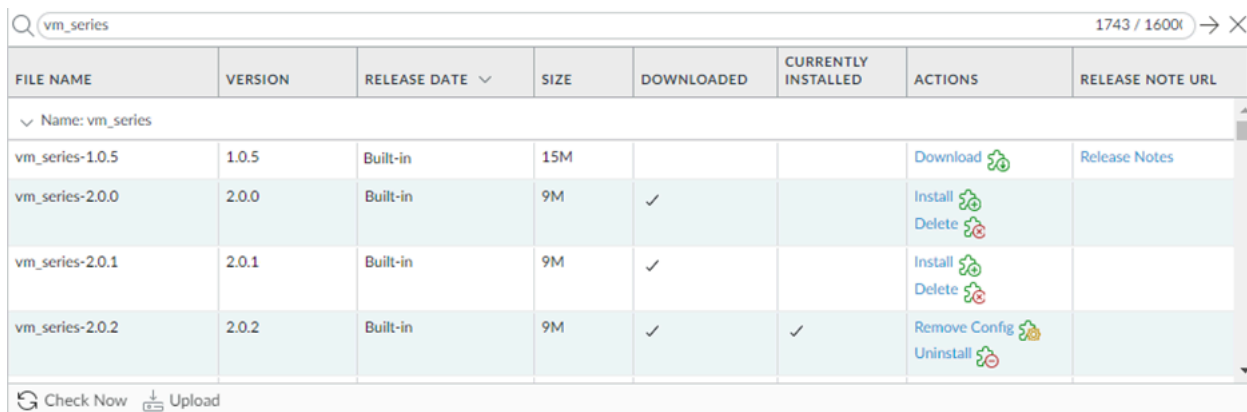 vm_series 1743 / 1600
FILE NAME VERSION RELEASE DATE SIZE DOWNLOADED CURRENTLY INSTALLED ACTIONS RELEASE NOTE URL
Name: vm_series
vm_series-1.0.5 1.0.5 Built-in 15M Download Release Notes
vm_series-2.0.0 2.0.0 Built-in 9M ✓ Install
Delete
vm_series-2.0.1 2.0.1 Built-in 9M ✓ Install
Delete
vm_series-2.0.2 2.0.2 Built-in 9M ✓ ✓ Remove Config
Uninstall
Check Now Upload